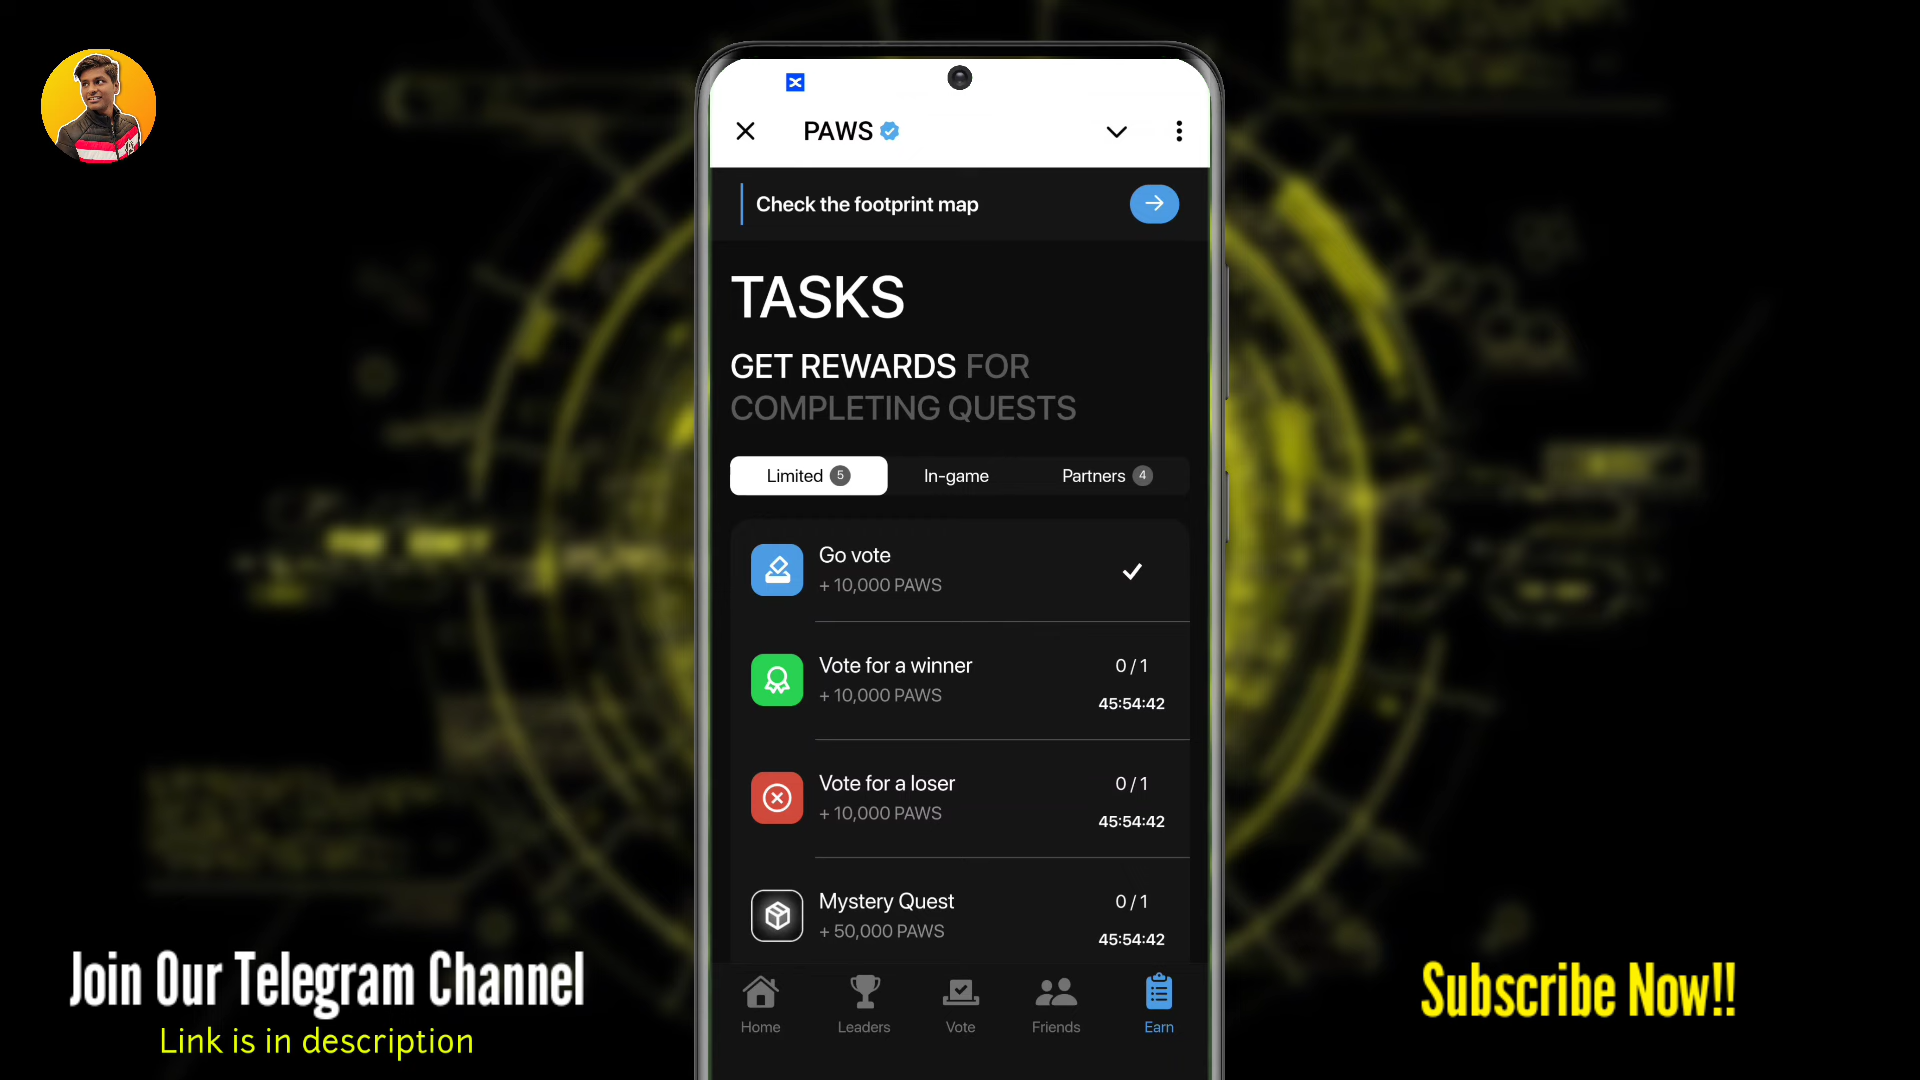 PAWS
Check the footprint map
TASKS
GET REWARDS FOR
COMPLETING QUESTS
Limited 5
In-game
Partners 4
Go vote
+ 10,000 PAWS
Vote for a winner
+ 10,000 PAWS
0 / 1
45:54:42
Vote for a loser
+ 10,000 PAWS
0 / 1
45:54:42
Mystery Quest
+ 50,000 PAWS
0 / 1
45:54:42
Home
Leaders
Vote
Friends
Earn
Join Our Telegram Channel
Link is in description
Subscribe Now!!